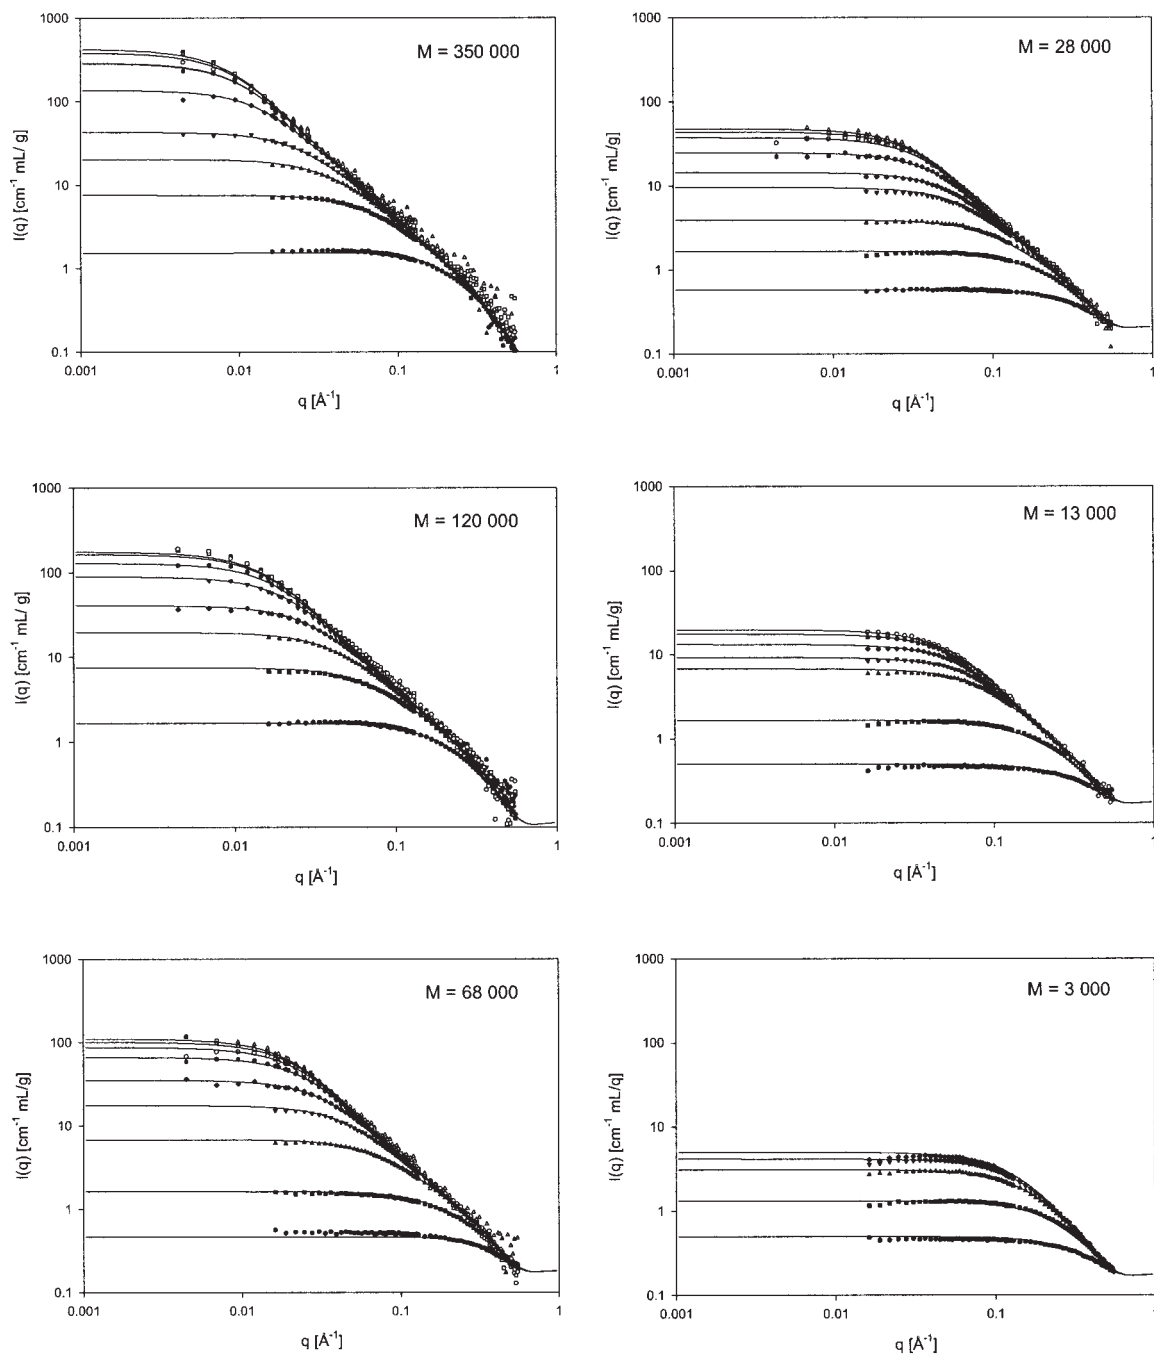 M = 350 000
1000
100
10
1
0.1
I(q) [cm⁻¹ mL/ g]
0.001 0.01 0.1 1
q [Å⁻¹]
M = 28 000
1000
100
10
1
0.1
I(q) [cm⁻¹ mL/g]
0.001 0.01 0.1 1
q [Å⁻¹]
M = 120 000
1000
100
10
1
0.1
I(q) [cm⁻¹ mL/ g]
0.001 0.01 0.1 1
q [Å⁻¹]
M = 13 000
1000
100
10
1
0.1
I(q) [cm⁻¹ mL/g]
0.001 0.01 0.1 1
q [Å⁻¹]
M = 68 000
1000
100
10
1
0.1
I(q) [cm⁻¹ mL/g]
0.001 0.01 0.1 1
q [Å⁻¹]
M = 3 000
1000
100
10
1
0.1
I(q) [cm⁻¹ mL/q]
0.001 0.01 0.1 1
q [Å⁻¹]